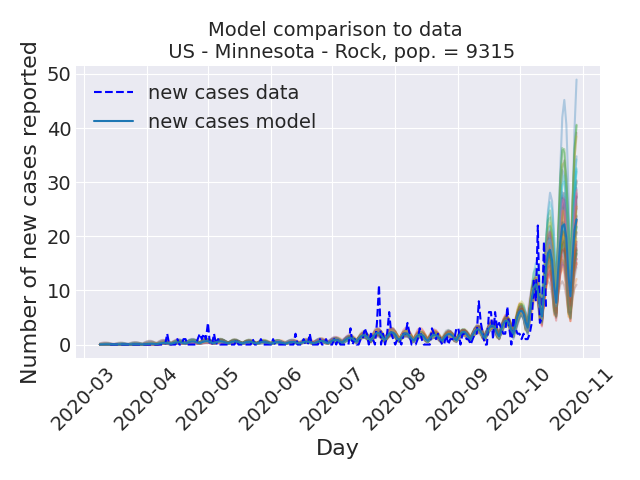 Model comparison to data
US - Minnesota - Rock, pop. = 9315
Number of new cases reported
50
40
30
20
10
0
new cases data
new cases model
2020-03
2020-04
2020-05
2020-06
2020-07
2020-08
2020-09
2020-10
2020-11
Day